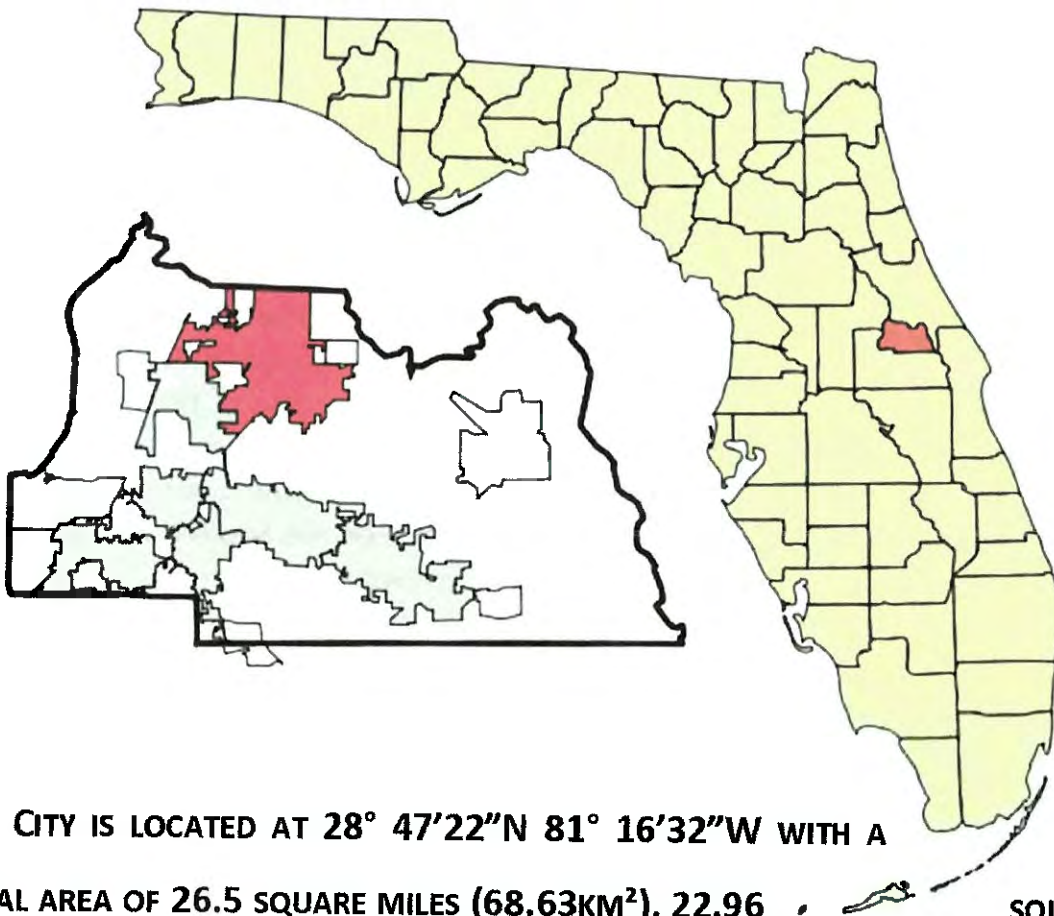 CITY IS LOCATED AT 28° 47'22"N 81° 16'32"W WITH A
AL AREA OF 26.5 SQUARE MILES (68.63KM²). 22.96